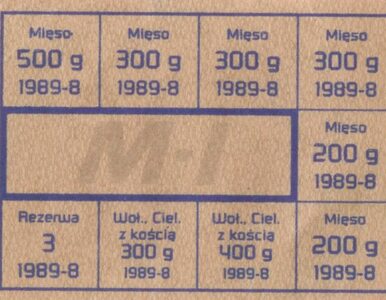 Mięso
500 g
1989-8
Mięso
300 g
1989-8
Mięso
300 g
1989-8
Mięso
300 g
1989-8
M-I
Mięso
200 g
1989-8
Rezerwa
3
1989-8
Woł., Ciel.
z kością
300 g
1989-8
Woł., Ciel.
z kością
400 g
1989-8
Mięso
200 g
1989-8